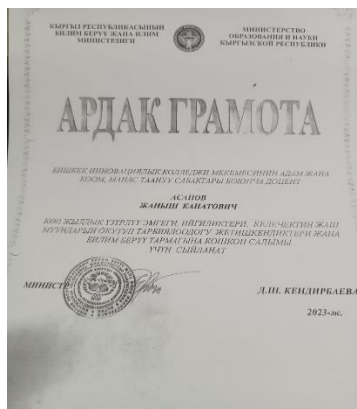 КЫРГЫЗ РЕСПУБЛИКАСЫНЫН
БИЛИМ БЕРҮҮ ЖАНА ИЛИМ
МИНИСТРЛИГИ
МИНИСТЕРСТВО
ОБРАЗОВАНИЯ И НАУКИ
КЫРГЫЗСКОЙ РЕСПУБЛИКИ
АРДАК ГРАМОТА
БИШКЕК ИННОВАЦИЯЛЫК КОЛЛЕДЖИ МЕКЕМЕСИНИН АДАМ ЖАНА
КООМ, МАНАС ТААНУУ САБАКТАРЫ БОЮНЧА ДОЦЕНТ
АСАПОВ
ЖАНЫШ КАНАТОВИЧ
КӨП ЖЫЛДЫК ҮЗҮРЛҮҮ ЭМГЕГИ, ИЙГИЛИКТЕРИ, КЕЛЕЧЕКТИН ЖАШ
МУУНДАРЫН ОКУТУП ТАРБИЯЛООДОГУ ЖЕТИШКЕНДИКТЕРИ ЖАНА
БИЛИМ БЕРҮҮ ТАРМАГЫНА КОШКОН САЛЫМЫ
ҮЧҮН СЫЙЛАНАТ
МИНИСТР
Д.Ш. КЕНДИРБАЕВА
2023-ж.